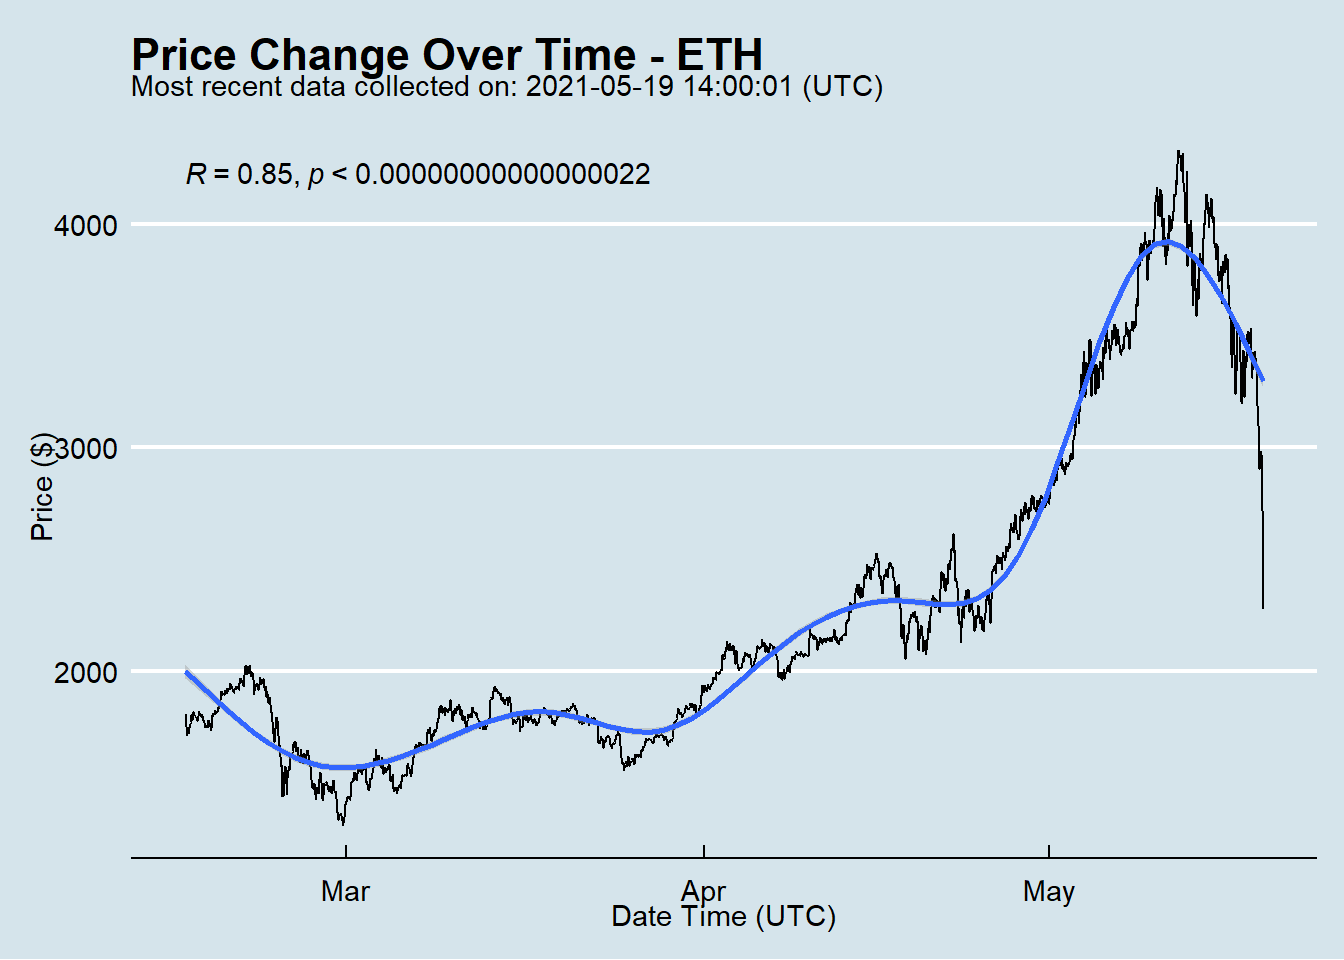 Price Change Over Time - ETH
Most recent data collected on: 2021-05-19 14:00:01 (UTC)
R = 0.85, p < 0.00000000000000022
4000
3000
2000
Price ($)
Mar
Apr
May
Date Time (UTC)